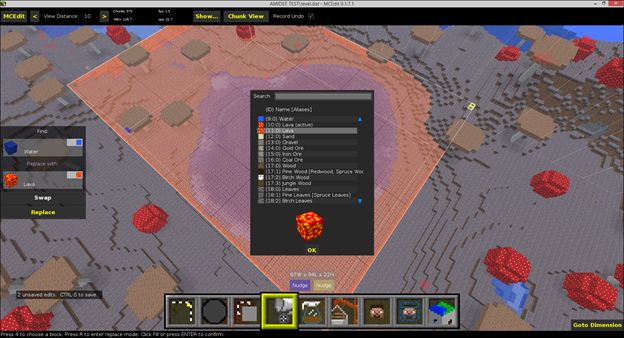 AMIDST TEST/level.dat - MCEdit 0.1.7.1
MCEdit < View Distance: 10 > Show... Chunk View Record Undo
Find:
Water
Replace with:
Lava
Swap
Replace
Search:
(ID) Name [Aliases]
(9:0) Water
(10:0) Lava (active)
(11:0) Lava
(12:0) Sand
(13:0) Gravel
(14:0) Gold Ore
(15:0) Iron Ore
(16:0) Coal Ore
(17:0) Wood
(17:1) Pine Wood [Redwood, Spruce Woo
(17:2) Birch Wood
(17:3) Jungle Wood
(18:0) Leaves
(18:1) Pine Leaves [Spruce Leaves]
(18:2) Birch Leaves
OK
67W x 94L x 22H
Nudge Nudge
2 unsaved edits. CTRL-S to save.
Goto Dimension
Press 4 to choose a block. Press R to enter replace mode. Click Fill or press ENTER to confirm.